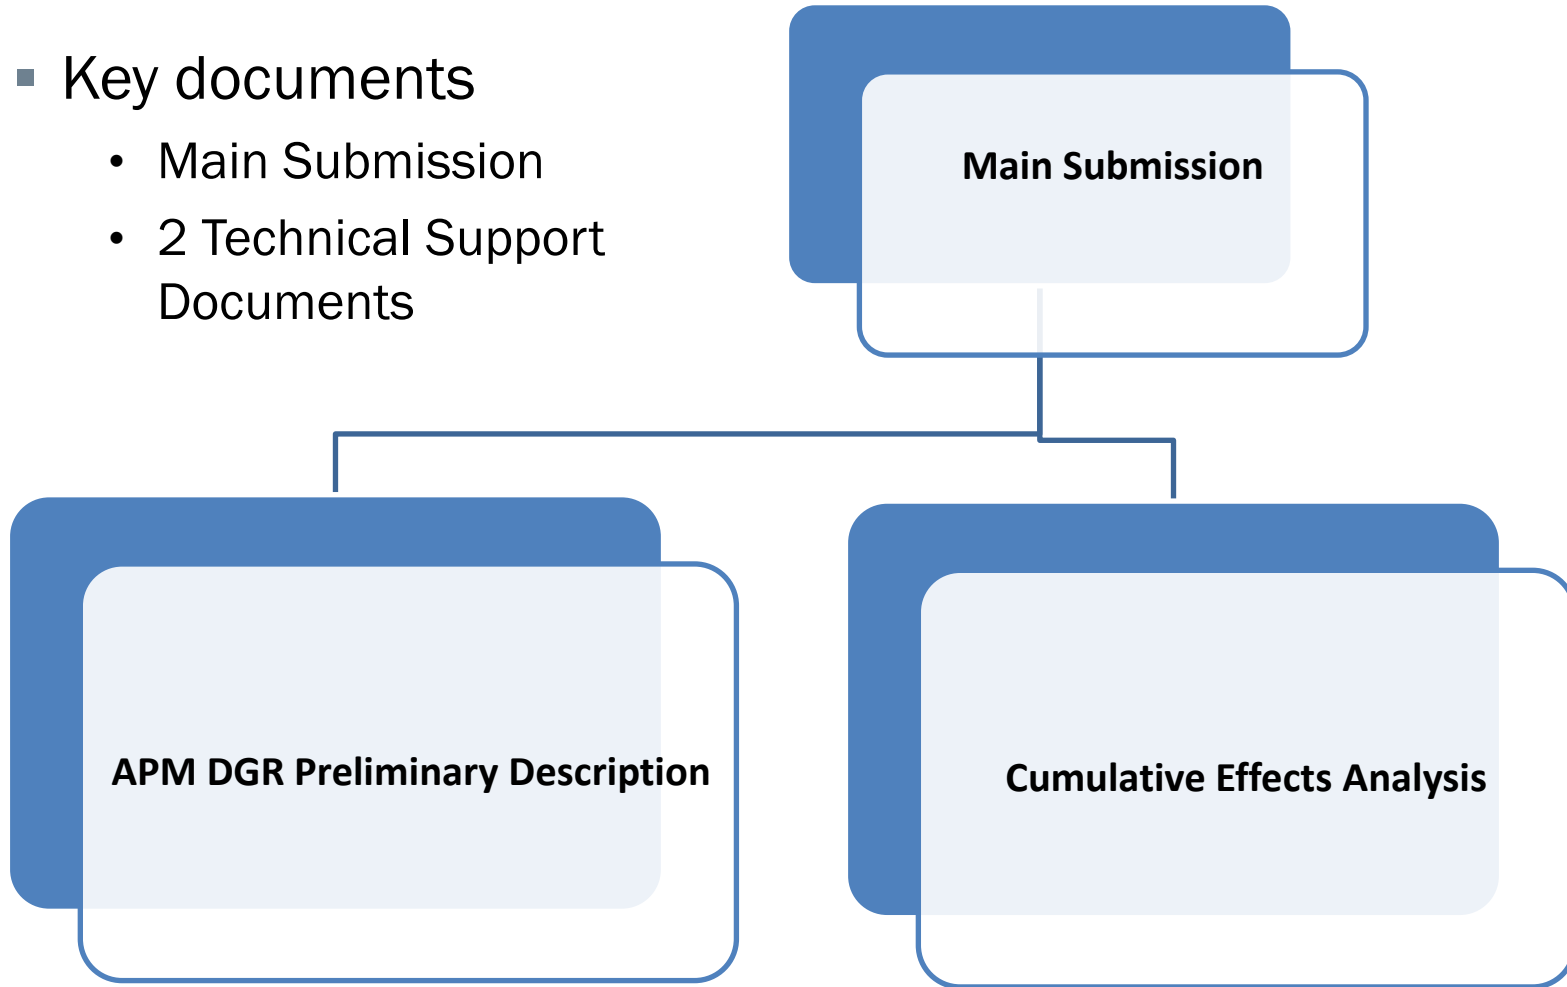 Key documents
Main Submission
2 Technical Support
Documents
Main Submission
APM DGR Preliminary Description
Cumulative Effects Analysis